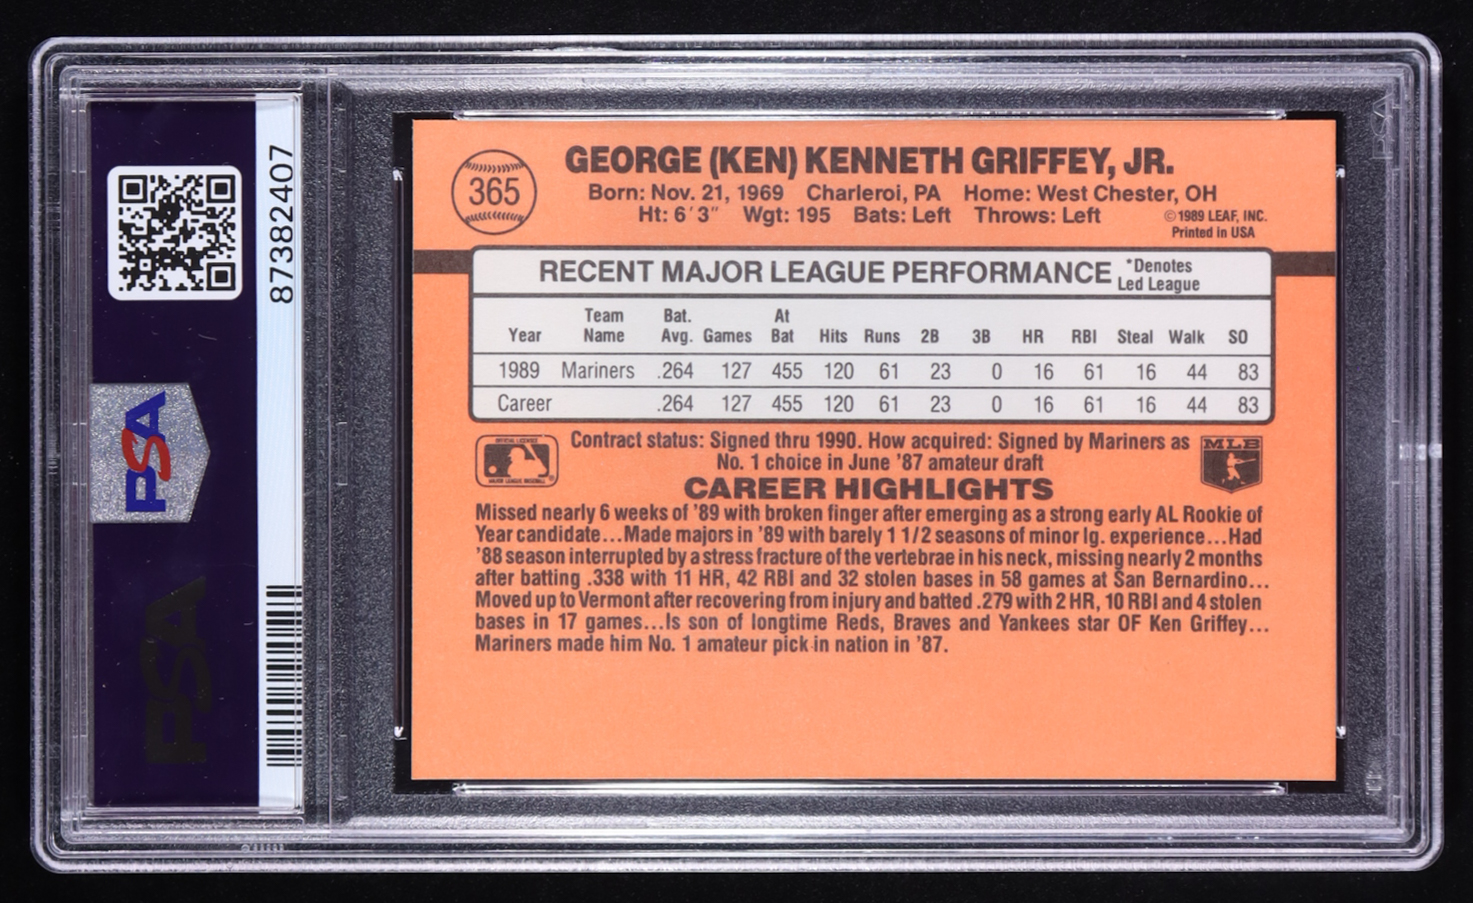 87382407
PSA
PSA
365
GEORGE (KEN) KENNETH GRIFFEY, JR.
Born: Nov. 21, 1969 Charleroi, PA Home: West Chester, OH
Ht: 6'3" Wgt: 195 Bats: Left Throws: Left
©1989 LEAF, INC.
Printed in USA
RECENT MAJOR LEAGUE PERFORMANCE *Denotes
Led League
Year Team Name Bat. Avg. Games At Bat Hits Runs 2B 3B HR RBI Steal Walk SO
1989 Mariners .264 127 455 120 61 23 0 16 61 16 44 83
Career .264 127 455 120 61 23 0 16 61 16 44 83
OFFICIAL LICENSEE
MAJOR LEAGUE BASEBALL
Contract status: Signed thru 1990. How acquired: Signed by Mariners as
No. 1 choice in June '87 amateur draft
MLB
CAREER HIGHLIGHTS
Missed nearly 6 weeks of '89 with broken finger after emerging as a strong early AL Rookie of
Year candidate...Made majors in '89 with barely 1 1/2 seasons of minor lg. experience...Had
'88 season interrupted by a stress fracture of the vertebrae in his neck, missing nearly 2 months
after batting .338 with 11 HR, 42 RBI and 32 stolen bases in 58 games at San Bernardino...
Moved up to Vermont after recovering from injury and batted .279 with 2 HR, 10 RBI and 4 stolen
bases in 17 games...Is son of longtime Reds, Braves and Yankees star OF Ken Griffey...
Mariners made him No. 1 amateur pick in nation in '87.
PSA